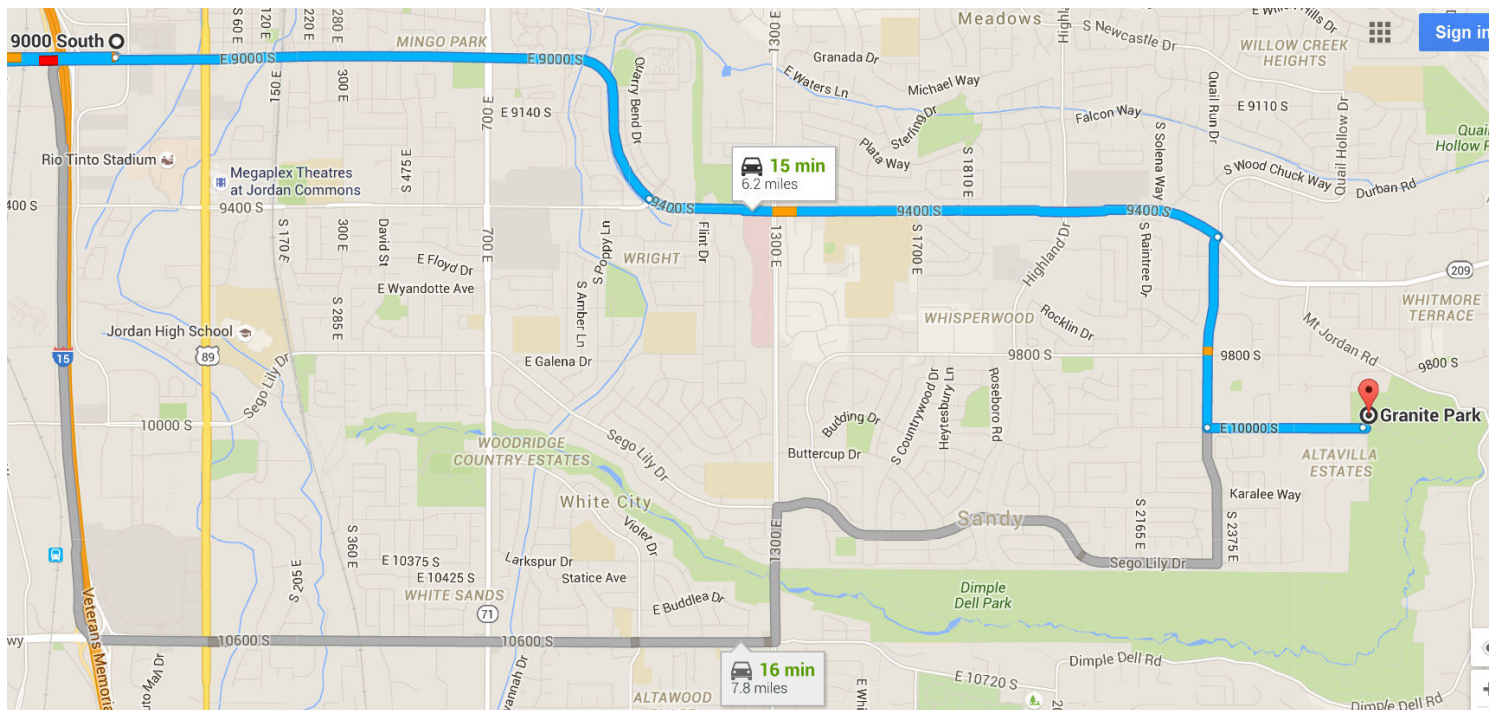 9000 South
E 9000 S
MINGO PARK
E 9000 S
S 60 E
120 E
S 220 E
280 E
150 E
300 E
S 475 E
700 E
E 9140 S
Quarry Bend Dr
1300 E
Meadows
Granada Dr
E Waters Ln
Michael Way
Sterling Dr
Plata Way
S 1810 E
S Newcastle Dr
WILLOW CREEK
HEIGHTS
Sign in
Falcon Way
S Solena Way
Quail Run Dr
E 9110 S
Quail Hollow Dr
S Wood Chuck Way
Durban Rd
Rio Tinto Stadium
Megaplex Theatres
at Jordan Commons
15 min
6.2 miles
9400 S
9400 S
9400 S
9400 S
S 170 E
300 E
David St
E Floyd Dr
E Wyandotte Ave
S 285 E
700 E
S Poppy Ln
WRIGHT
Flint Dr
S Amber Ln
1300 E
S 1700 E
Highland Dr
S Raintree Dr
209
WHITMORE
TERRACE
Mt Jordan Rd
WHISPERWOOD
Rocklin Dr
Jordan High School
15
89
Sego Lily Dr
E Galena Dr
9800 S
9800 S
9800 S
10000 S
Budding Dr
S Countrywood Dr
Heytesbury Ln
Roseboro Rd
Buttercup Dr
Granite Park
E 10000 S
ALTAVILLA
ESTATES
WOODRIDGE
COUNTRY ESTATES
Sego Lily Dr
White City
Violet Dr
Sandy
S 2165 E
S 2375 E
Karalee Way
1300 E
S 360 E
S 205 E
E 10375 S
E 10425 S
WHITE SANDS
Larkspur Dr
Statice Ave
E Buddlea Dr
71
Sego Lily Dr
Dimple
Dell Park
Veterans Memorial
10600 S
10600 S
16 min
7.8 miles
ALTAWOOD
E 10720 S
Dimple Dell Rd
Dimple Dell Rd